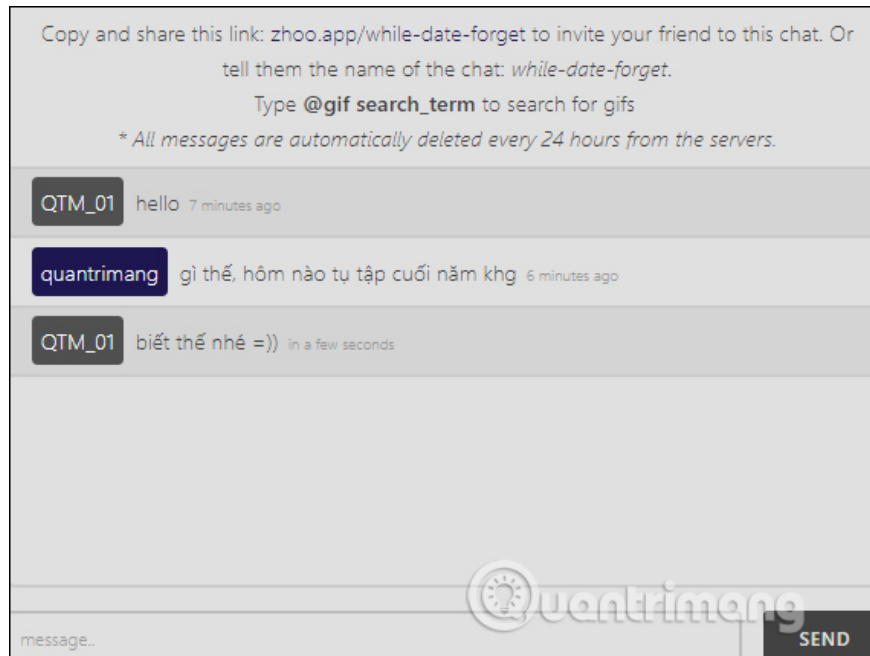 Copy and share this link: zhoo.app/while-date-forget to invite your friend to this chat. Or
tell them the name of the chat: while-date-forget.
Type @gif search_term to search for gifs
* All messages are automatically deleted every 24 hours from the servers.
QTM_01 hello 7 minutes ago
quantrimang gì thế, hôm nào tụ tập cuối năm khg 6 minutes ago
QTM_01 biết thế nhé =)) in a few seconds
Quantrimang
message.. SEND